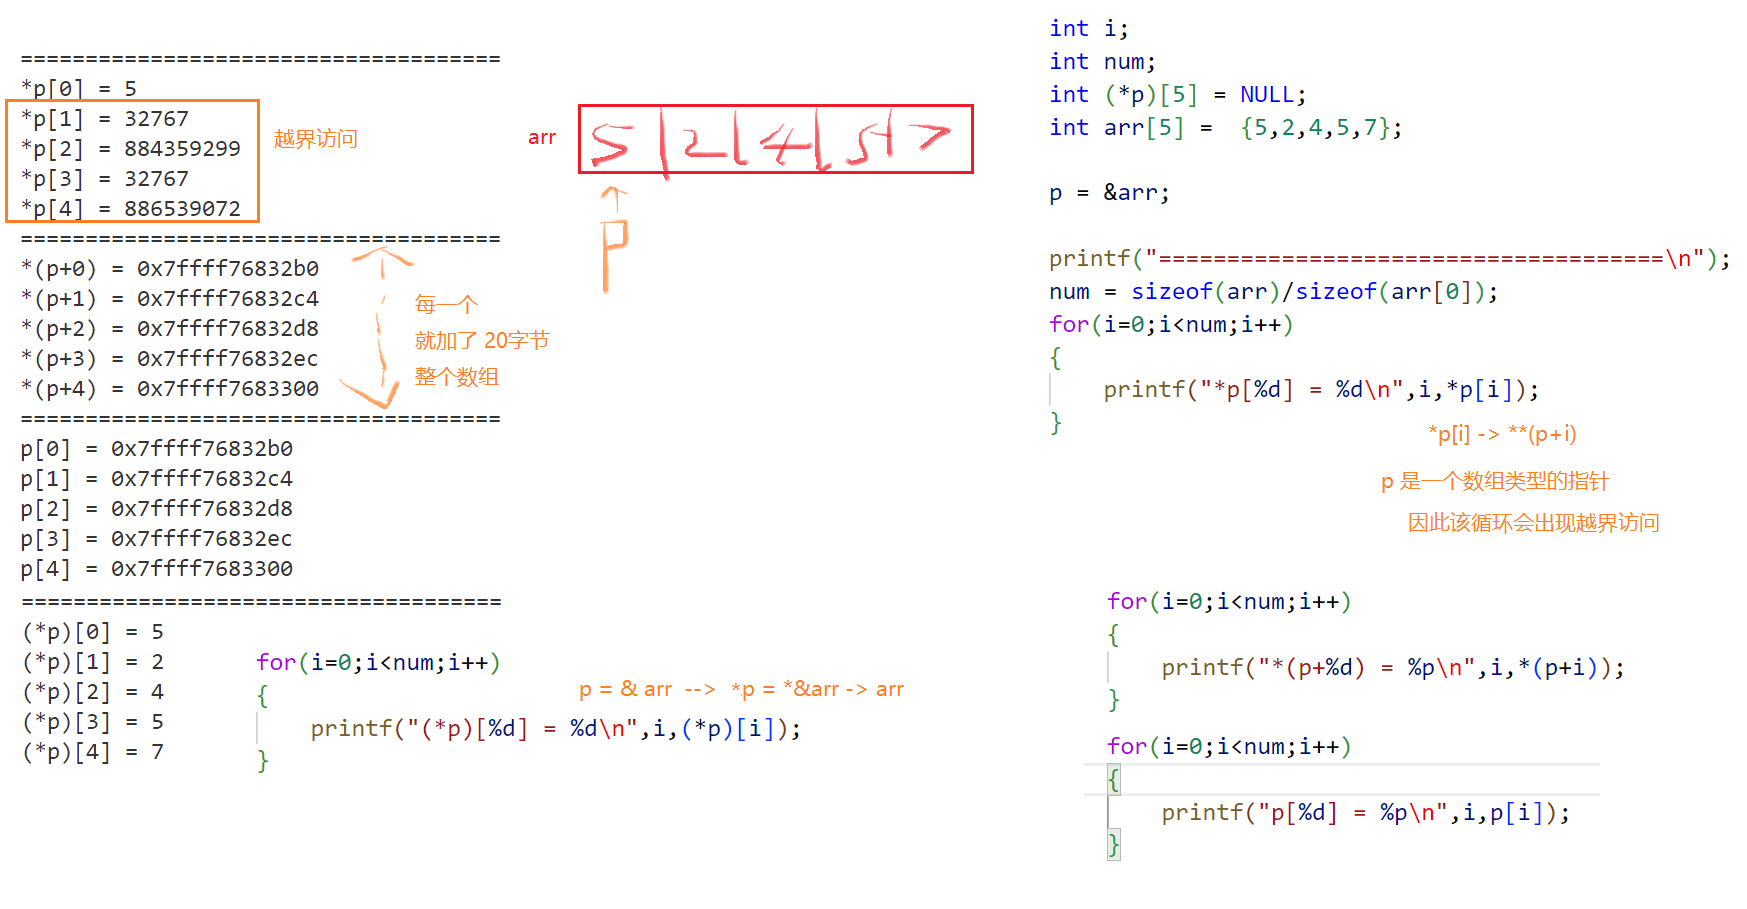 =====================================
*p[0] = 5
*p[1] = 32767
*p[2] = 884359299
*p[3] = 32767
*p[4] = 886539072
越界访问
=====================================
*(p+0) = 0x7ffff76832b0
*(p+1) = 0x7ffff76832c4
*(p+2) = 0x7ffff76832d8
*(p+3) = 0x7ffff76832ec
*(p+4) = 0x7ffff7683300
每一个
就加了 20字节
整个数组
=====================================
p[0] = 0x7ffff76832b0
p[1] = 0x7ffff76832c4
p[2] = 0x7ffff76832d8
p[3] = 0x7ffff76832ec
p[4] = 0x7ffff7683300
=====================================
(*p)[0] = 5
(*p)[1] = 2
(*p)[2] = 4
(*p)[3] = 5
(*p)[4] = 7
for(i=0;i<num;i++)
{
printf("(*p)[%d] = %d\n",i,(*p)[i]);
}
p = & arr --> *p = *&arr -> arr
arr
5 | 2 | 4 | 5 | 7
P
int i;
int num;
int (*p)[5] = NULL;
int arr[5] =  {5,2,4,5,7};
p = &arr;
printf("=====================================\n");
num = sizeof(arr)/sizeof(arr[0]);
for(i=0;i<num;i++)
{
printf("*p[%d] = %d\n",i,*p[i]);
}
*p[i] -> **(p+i)
p 是一个数组类型的指针
因此该循环会出现越界访问
for(i=0;i<num;i++)
{
printf("*(p+%d) = %p\n",i,*(p+i));
}
for(i=0;i<num;i++)
{
printf("p[%d] = %p\n",i,p[i]);
}